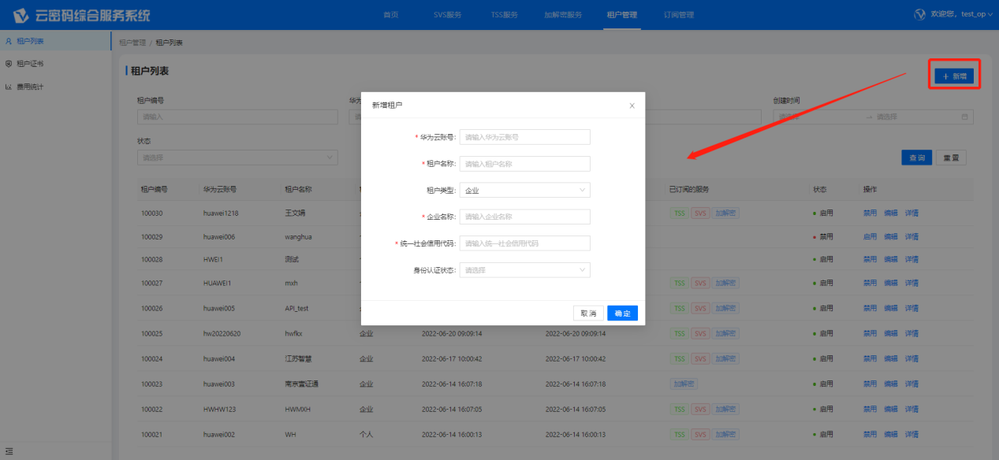 云密码综合服务系统
首页 SVS服务 TSS服务 加解密服务 租户管理 订阅管理
欢迎您，test_op
租户列表
租户证书
费用统计
租户管理 / 租户列表
租户列表
+ 新增
租户编号
请输入
华为
创建时间
请选择 → 请选择
状态
请选择
查询 重置
租户编号 华为云账号 租户名称 已订阅的服务 状态 操作
100030 huawei1218 王文娟 TSS SVS 加解密 启用 禁用 编辑 详情
100029 huawei006 wanghua 禁用 启用 编辑 详情
100028 HWEI1 测试 启用 禁用 编辑 详情
100027 HUAWEI1 mxh TSS SVS 加解密 启用 禁用 编辑 详情
100026 huawei005 API_test TSS SVS 加解密 启用 禁用 编辑 详情
100025 hw20220620 hwfkx 企业 2022-06-20 09:09:14 2022-06-20 09:09:14 TSS SVS 加解密 启用 禁用 编辑 详情
100024 huawei004 江苏智慧 企业 2022-06-17 10:00:42 2022-06-17 10:00:42 TSS SVS 加解密 启用 禁用 编辑 详情
100023 huawei003 南京壹证通 企业 2022-06-14 16:07:18 2022-06-14 16:07:18 加解密 启用 禁用 编辑 详情
100022 HWHW123 HWMXH 企业 2022-06-14 16:07:05 2022-06-14 16:07:05 TSS SVS 加解密 启用 禁用 编辑 详情
100021 huawei002 WH 个人 2022-06-14 16:00:13 2022-06-14 16:00:13 TSS SVS 加解密 启用 禁用 编辑 详情
新增租户
* 华为云账号: 请输入华为云账号
* 租户名称: 请输入租户名称
租户类型: 企业
* 企业名称: 请输入企业名称
* 统一社会信用代码: 请输入统一社会信用代码
身份认证状态: 请选择
取消 确定